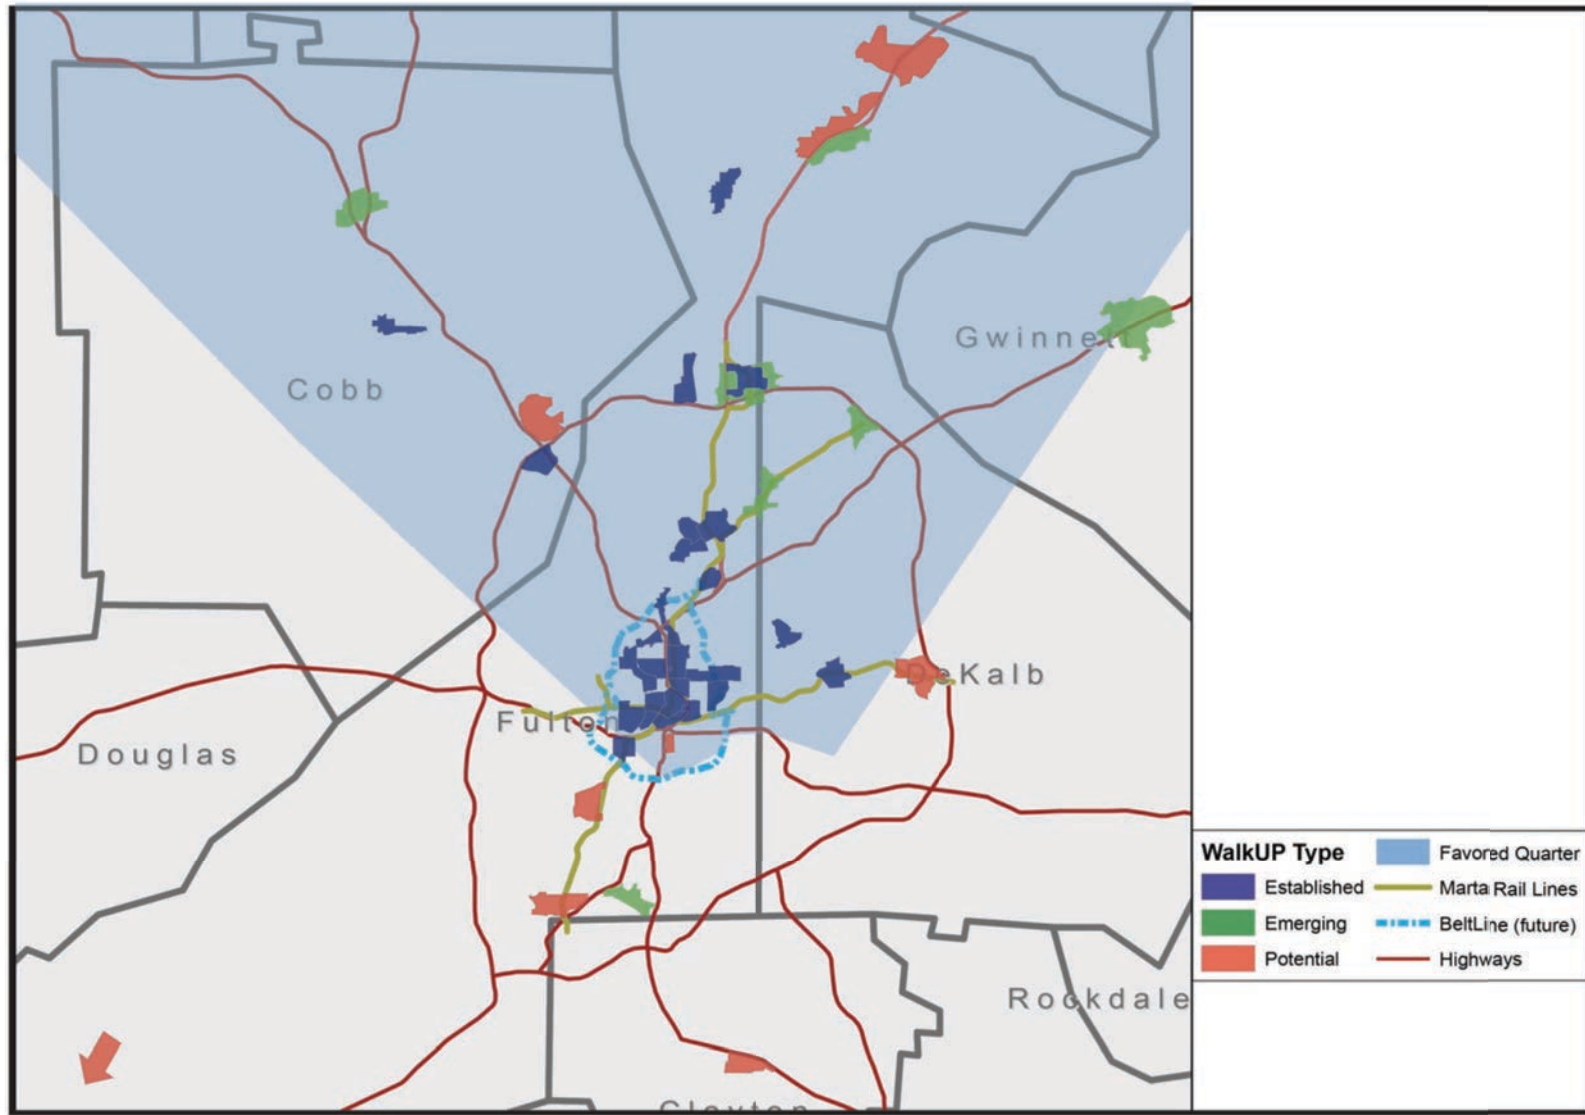 Gwinnett
Cobb
DeKalb
Fulton
Douglas
Rockdale
Clayton
WalkUP Type
Established
Emerging
Potential
Favored Quarter
Marta Rail Lines
BeltLine (future)
Highways